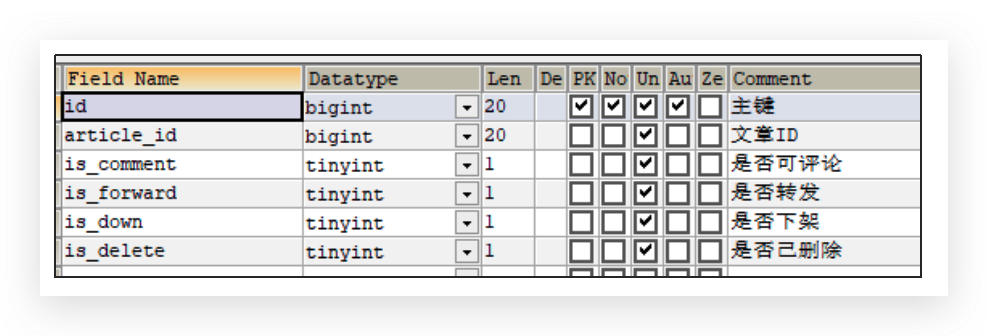 Field Name Datatype Len De PK No Un Au Ze Comment
id bigint 20 主键
article_id bigint 20 文章ID
is_comment tinyint 1 是否可评论
is_forward tinyint 1 是否转发
is_down tinyint 1 是否下架
is_delete tinyint 1 是否已删除